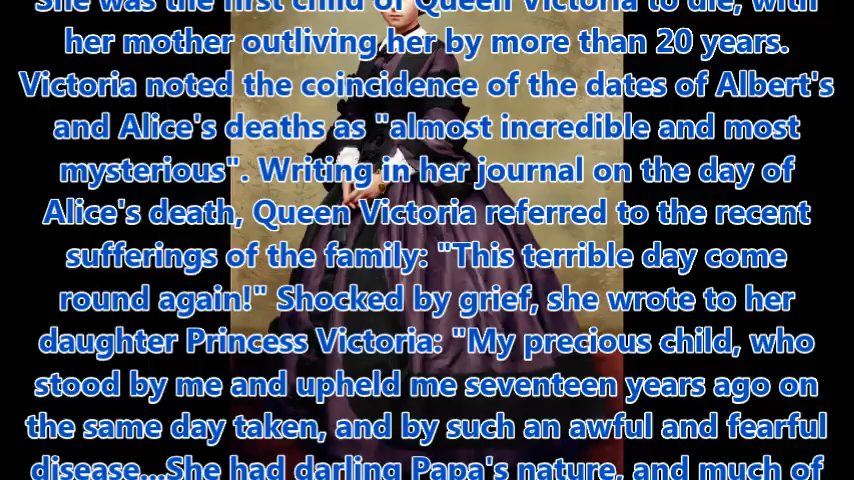 She was the first child of Queen Victoria to die, with
her mother outliving her by more than 20 years.
Victoria noted the coincidence of the dates of Albert's
and Alice's deaths as "almost incredible and most
mysterious". Writing in her journal on the day of
Alice's death, Queen Victoria referred to the recent
sufferings of the family: "This terrible day come
round again!" Shocked by grief, she wrote to her
daughter Princess Victoria: "My precious child, who
stood by me and upheld me seventeen years ago on
the same day taken, and by such an awful and fearful
disease...She had darling Papa's nature, and much of